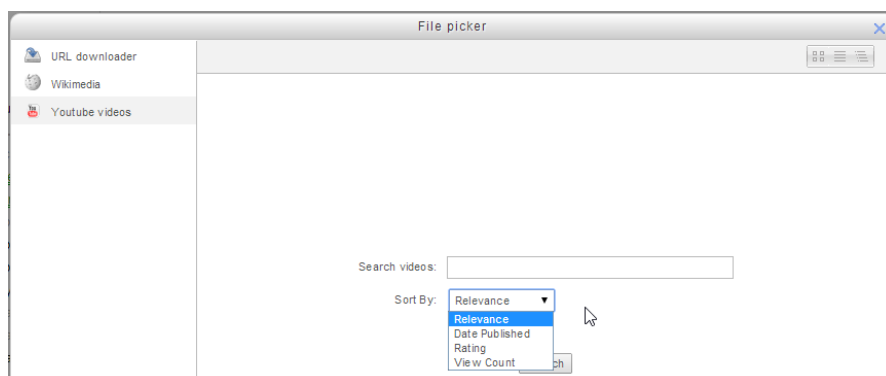 File picker
URL downloader
Wikimedia
Youtube videos
Search videos:
Sort By: Relevance
Relevance
Date Published
Rating
View Count